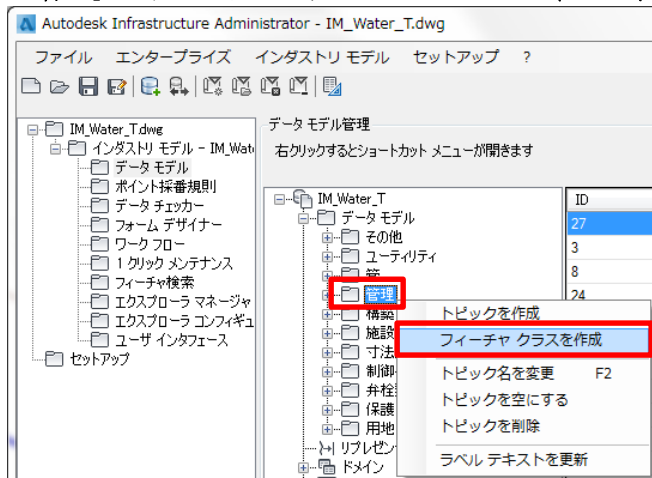 Autodesk Infrastructure Administrator - IM_Water_T.dwg
ファイル エンタープライズ インダストリ モデル セットアップ ?
IM_Water_T.dwg
インダストリ モデル - IM_Wat
データ モデル
ポイント採番規則
データ チェッカー
フォーム デザイナー
ワーク フロー
1 クリック メンテナンス
フィーチャ検索
エクスプローラ マネージャ
エクスプローラ コンフィギュ
ユーザ インタフェース
セットアップ
データ モデル管理
右クリックするとショートカット メニューが開きます
IM_Water_T
データ モデル
その他
ユーティリティ
管
管理
構築
施設
寸法
制御
弁栓
保護
用地
リプレゼン
ドメイン
ID
27
3
8
24
トピックを作成
フィーチャ クラスを作成
トピック名を変更 F2
トピックを空にする
トピックを削除
ラベル テキストを更新